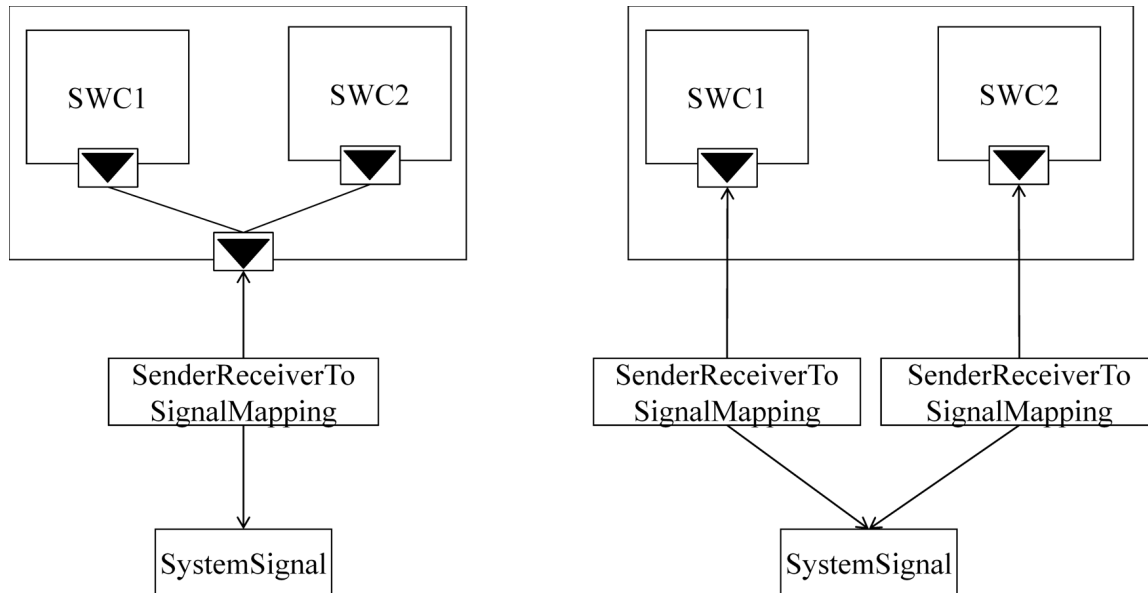 SWC1
SWC2
SenderReceiverTo
SignalMapping
SystemSignal
SWC1
SWC2
SenderReceiverTo
SignalMapping
SenderReceiverTo
SignalMapping
SystemSignal